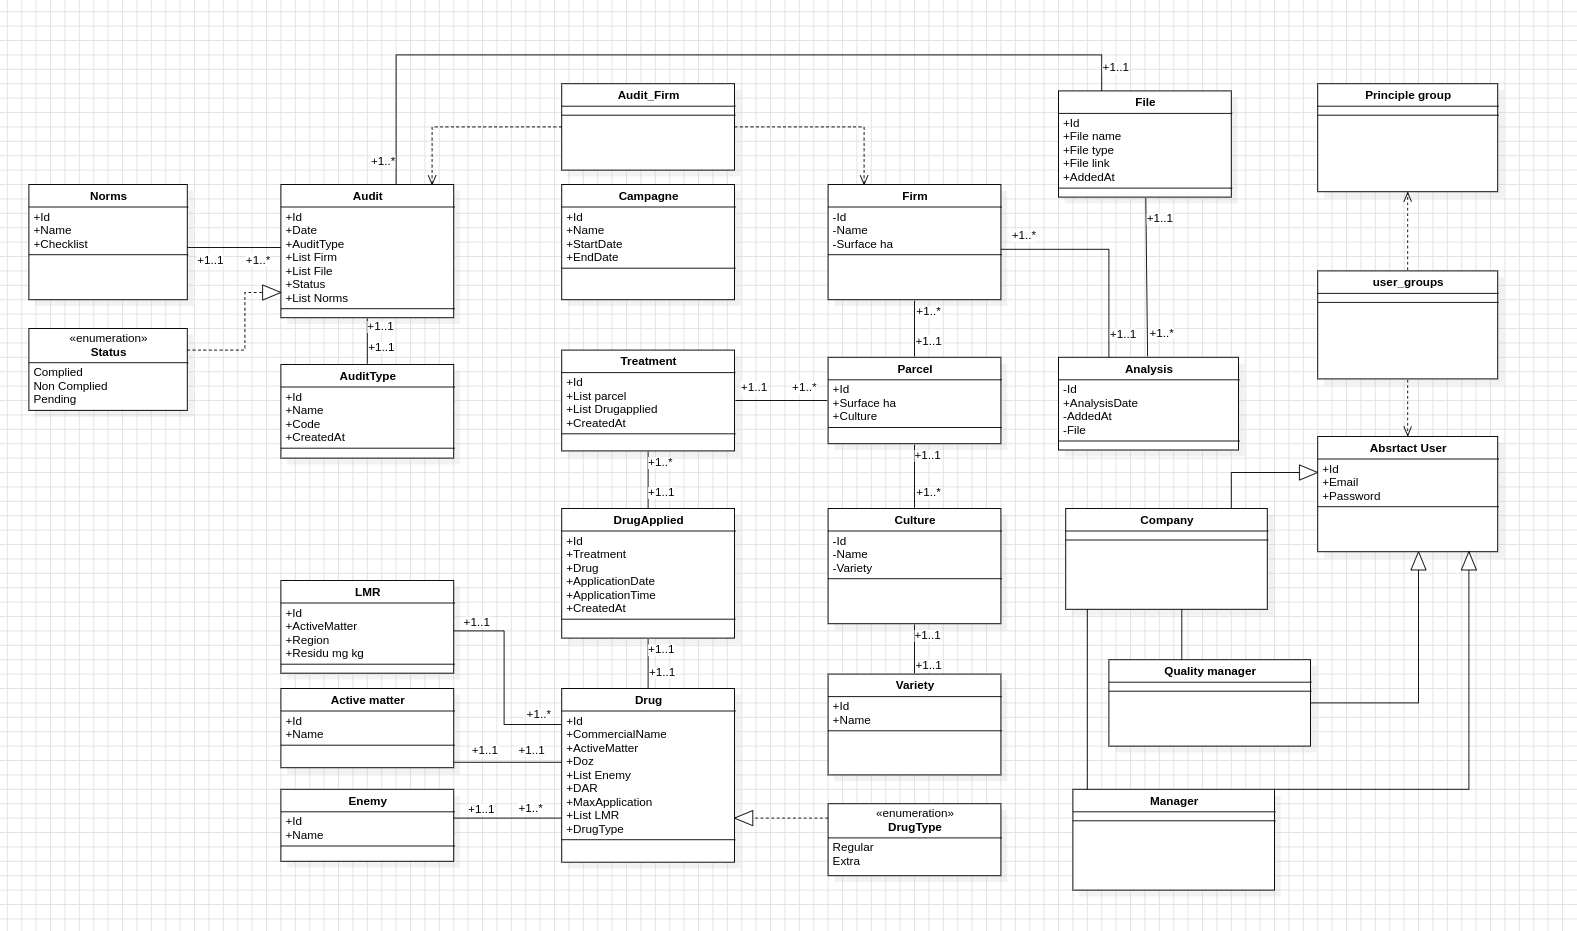 +1..1
Audit_Firm
File
+Id
+File name
+File type
+File link
+AddedAt
Principle group
+1..*
Norms
+Id
+Name
+Checklist
+1..1
+1..*
Audit
+Id
+Date
+AuditType
+List Firm
+List File
+Status
+List Norms
Campagne
+Id
+Name
+StartDate
+EndDate
Firm
-Id
-Name
-Surface ha
+1..*
+1..1
user_groups
«enumeration»
Status
Complied
Non Complied
Pending
+1..1
+1..1
AuditType
+Id
+Name
+Code
+CreatedAt
Treatment
+Id
+List parcel
+List Drugapplied
+CreatedAt
+1..1
+1..*
+1..*
+1..1
Parcel
+Id
+Surface ha
+Culture
+1..1
+1..*
Analysis
-Id
+AnalysisDate
-AddedAt
-File
Absrtact User
+Id
+Email
+Password
+1..*
+1..1
DrugApplied
+Id
+Treatment
+Drug
+ApplicationDate
+ApplicationTime
+CreatedAt
+1..1
+1..*
Culture
-Id
-Name
-Variety
Company
LMR
+Id
+ActiveMatter
+Region
+Residu mg kg
+1..1
+1..*
+1..1
+1..1
+1..1
+1..1
Variety
+Id
+Name
Quality manager
Active matter
+Id
+Name
+1..1
+1..1
Drug
+Id
+CommercialName
+ActiveMatter
+Doz
+List Enemy
+DAR
+MaxApplication
+List LMR
+DrugType
Enemy
+Id
+Name
+1..1
+1..*
«enumeration»
DrugType
Regular
Extra
Manager